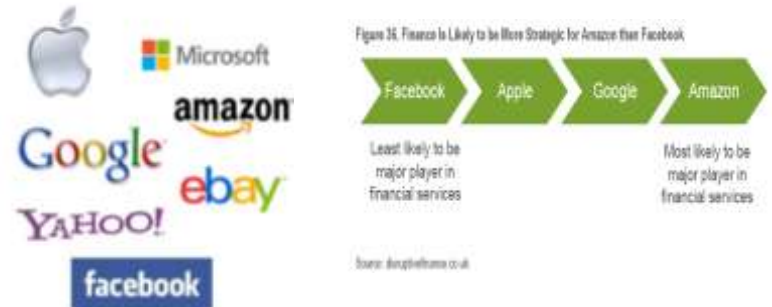 Microsoft
amazon
Google
ebay
YAHOO!
facebook
Figure 36. Finance Is Likely to be More Strategic for Amazon than Facebook
Facebook
Apple
Google
Amazon
Least likely to be
major player in
financial services
Most likely to be
major player in
financial services
Source: disruptivefinance.co.uk